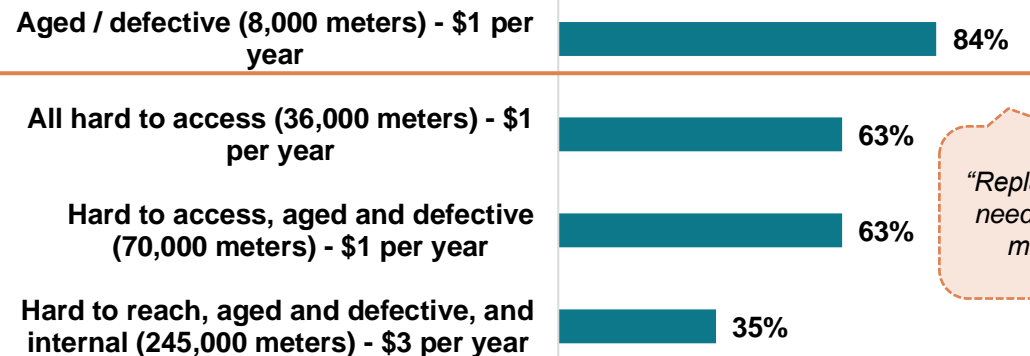 Aged / defective (8,000 meters) - $1 per
year
84%
All hard to access (36,000 meters) - $1
per year
63%
Hard to access, aged and defective
(70,000 meters) - $1 per year
63%
Hard to reach, aged and defective, and
internal (245,000 meters) - $3 per year
35%